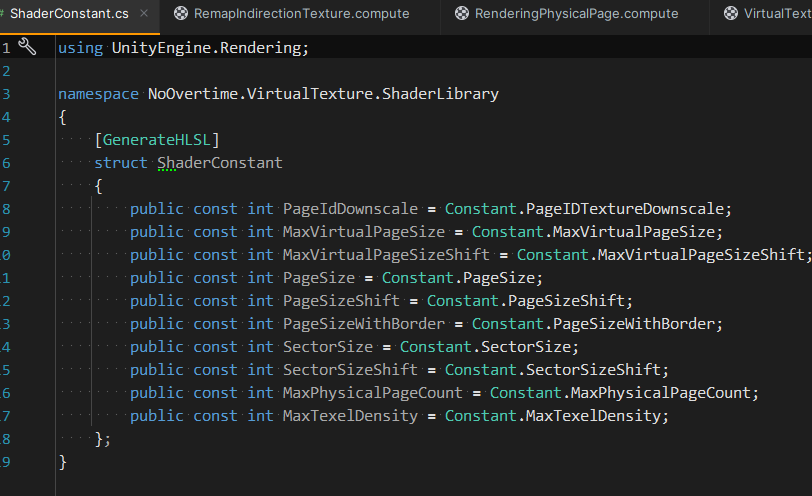 ShaderConstant.cs × RemapIndirectionTexture.compute RenderingPhysicalPage.compute VirtualText
1 using UnityEngine.Rendering;
2
3 namespace NoOvertime.VirtualTexture.ShaderLibrary
4 {
5 [GenerateHLSL]
6 struct ShaderConstant
7 {
8 public const int PageIdDownscale = Constant.PageIDTextureDownscale;
9 public const int MaxVirtualPageSize = Constant.MaxVirtualPageSize;
0 public const int MaxVirtualPageSizeShift = Constant.MaxVirtualPageSizeShift;
1 public const int PageSize = Constant.PageSize;
2 public const int PageSizeShift = Constant.PageSizeShift;
3 public const int PageSizeWithBorder = Constant.PageSizeWithBorder;
4 public const int SectorSize = Constant.SectorSize;
5 public const int SectorSizeShift = Constant.SectorSizeShift;
6 public const int MaxPhysicalPageCount = Constant.MaxPhysicalPageCount;
7 public const int MaxTexelDensity = Constant.MaxTexelDensity;
8 };
9 }